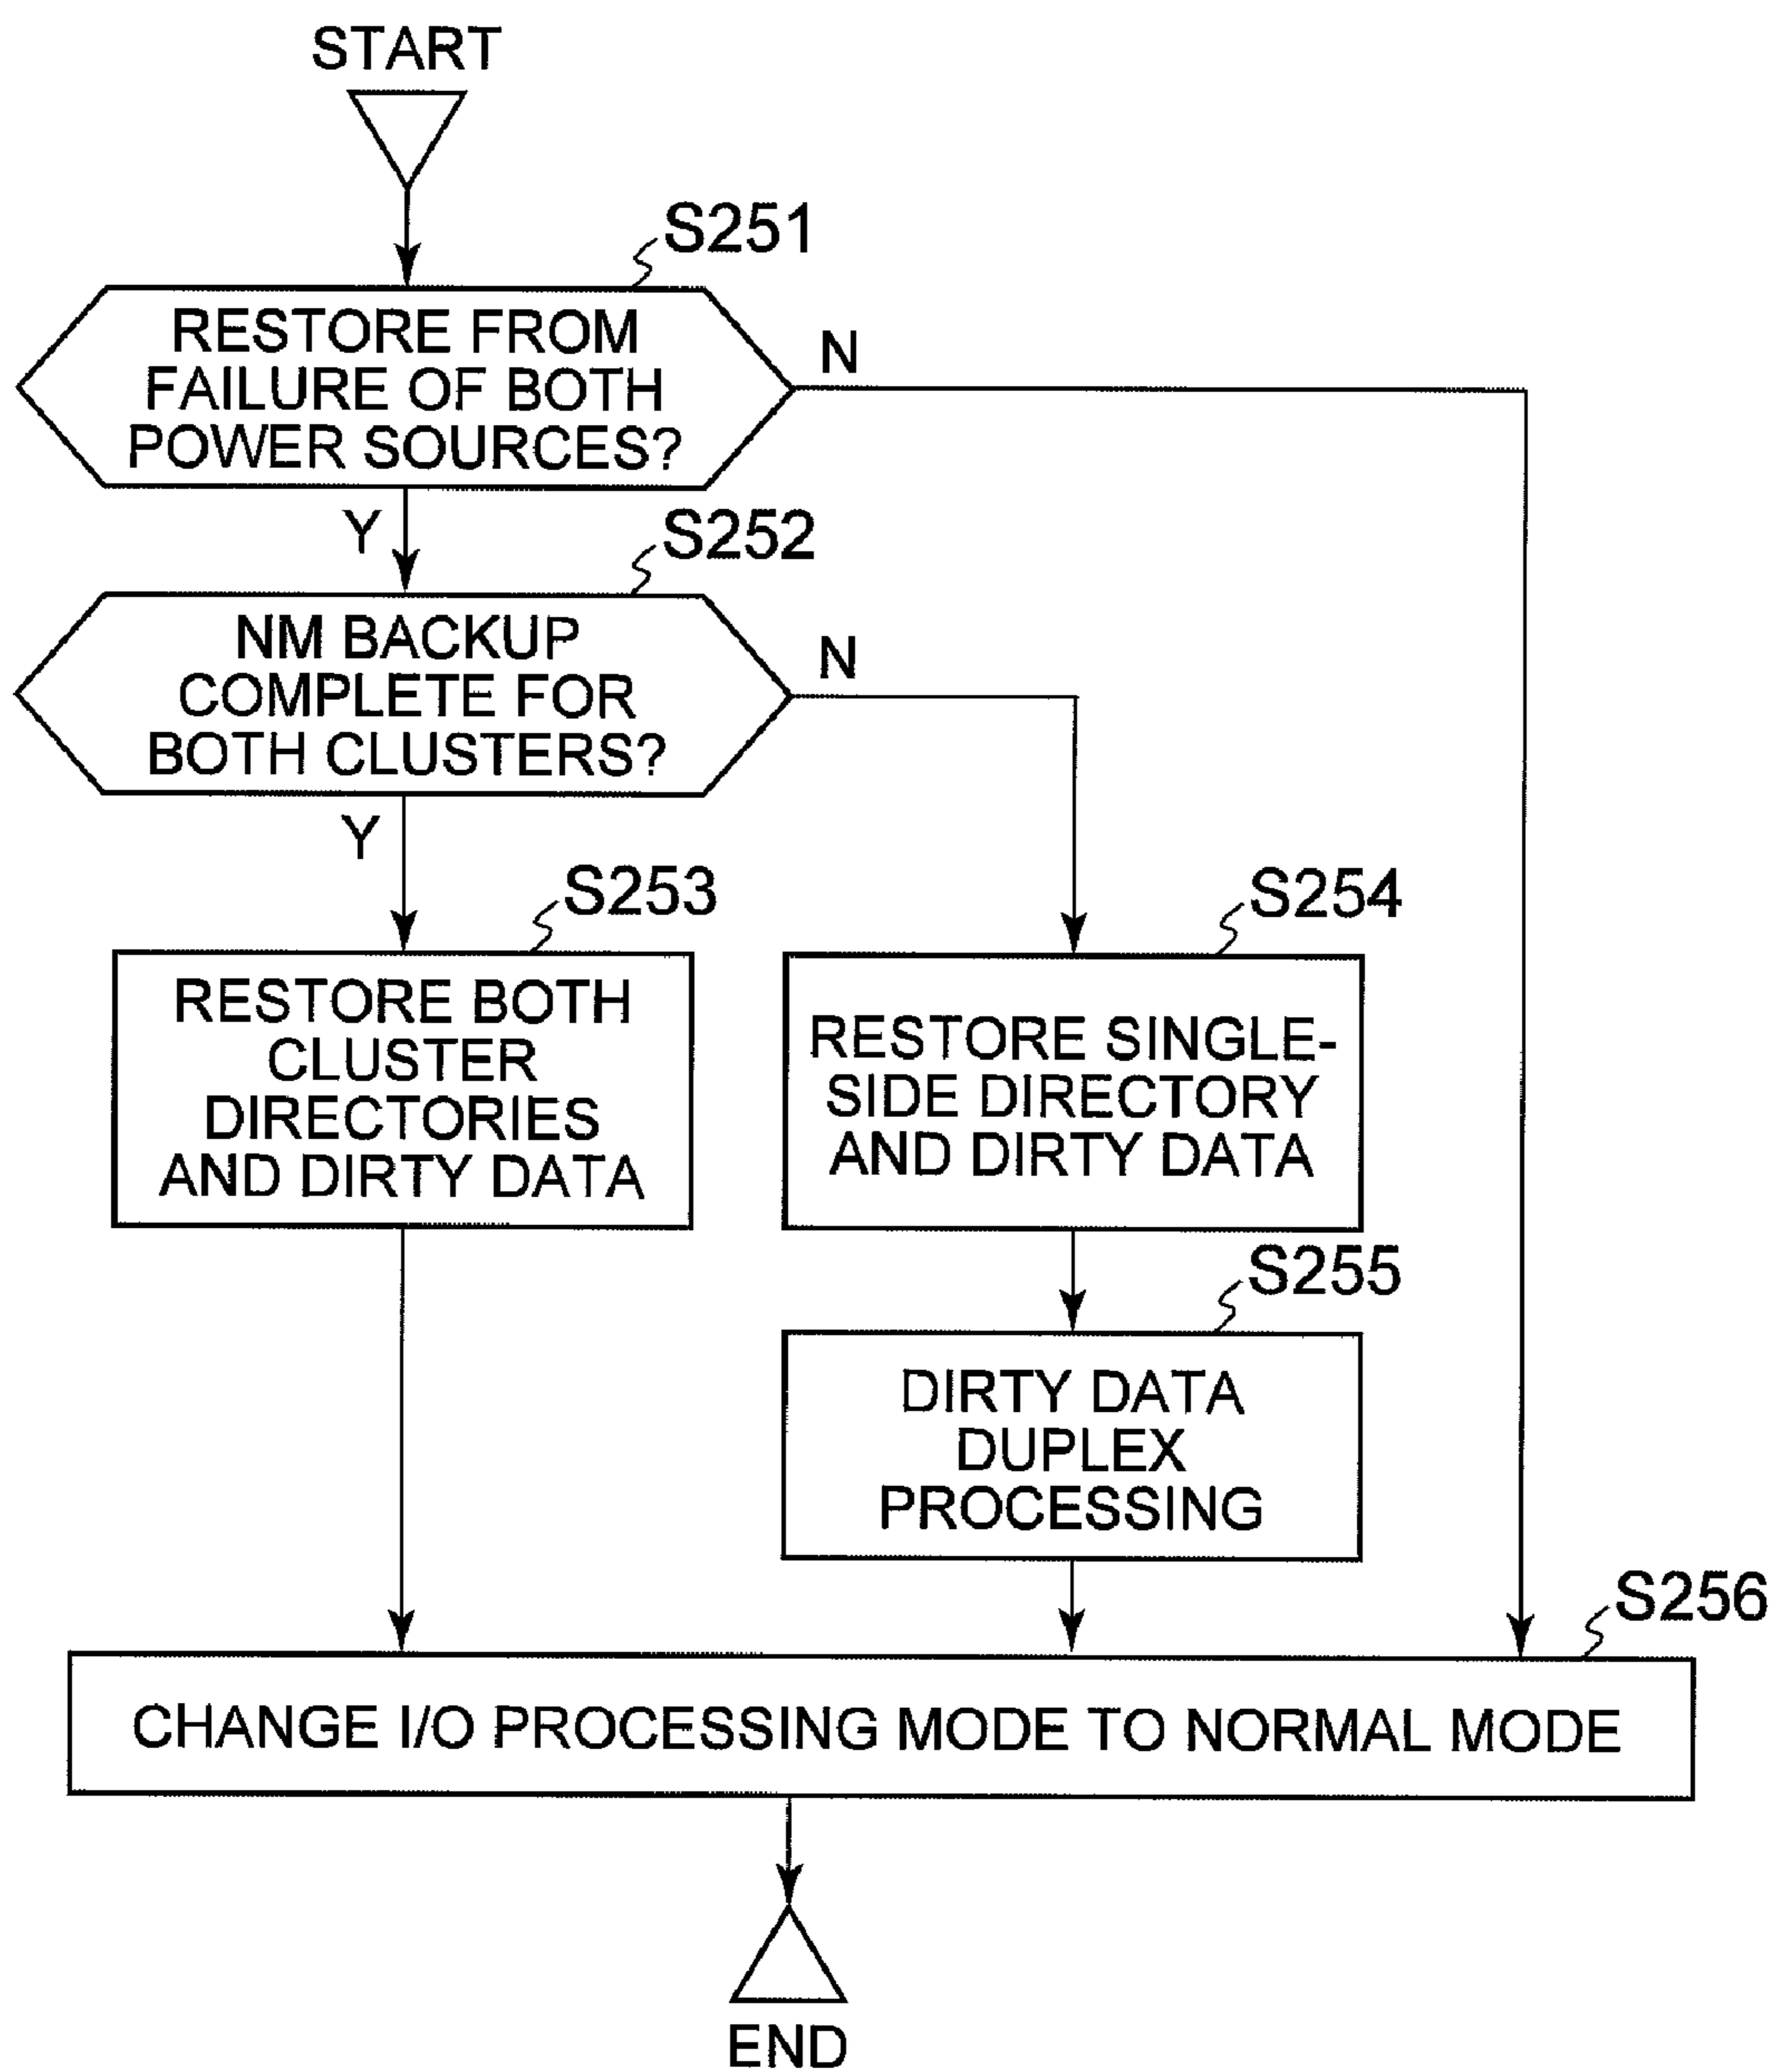 START
S251
RESTORE FROM
FAILURE OF BOTH
POWER SOURCES?
N
Y
S252
NM BACKUP
COMPLETE FOR
BOTH CLUSTERS?
N
Y
S253
RESTORE BOTH
CLUSTER
DIRECTORIES
AND DIRTY DATA
S254
RESTORE SINGLE-
SIDE DIRECTORY
AND DIRTY DATA
S255
DIRTY DATA
DUPLEX
PROCESSING
S256
CHANGE I/O PROCESSING MODE TO NORMAL MODE
END